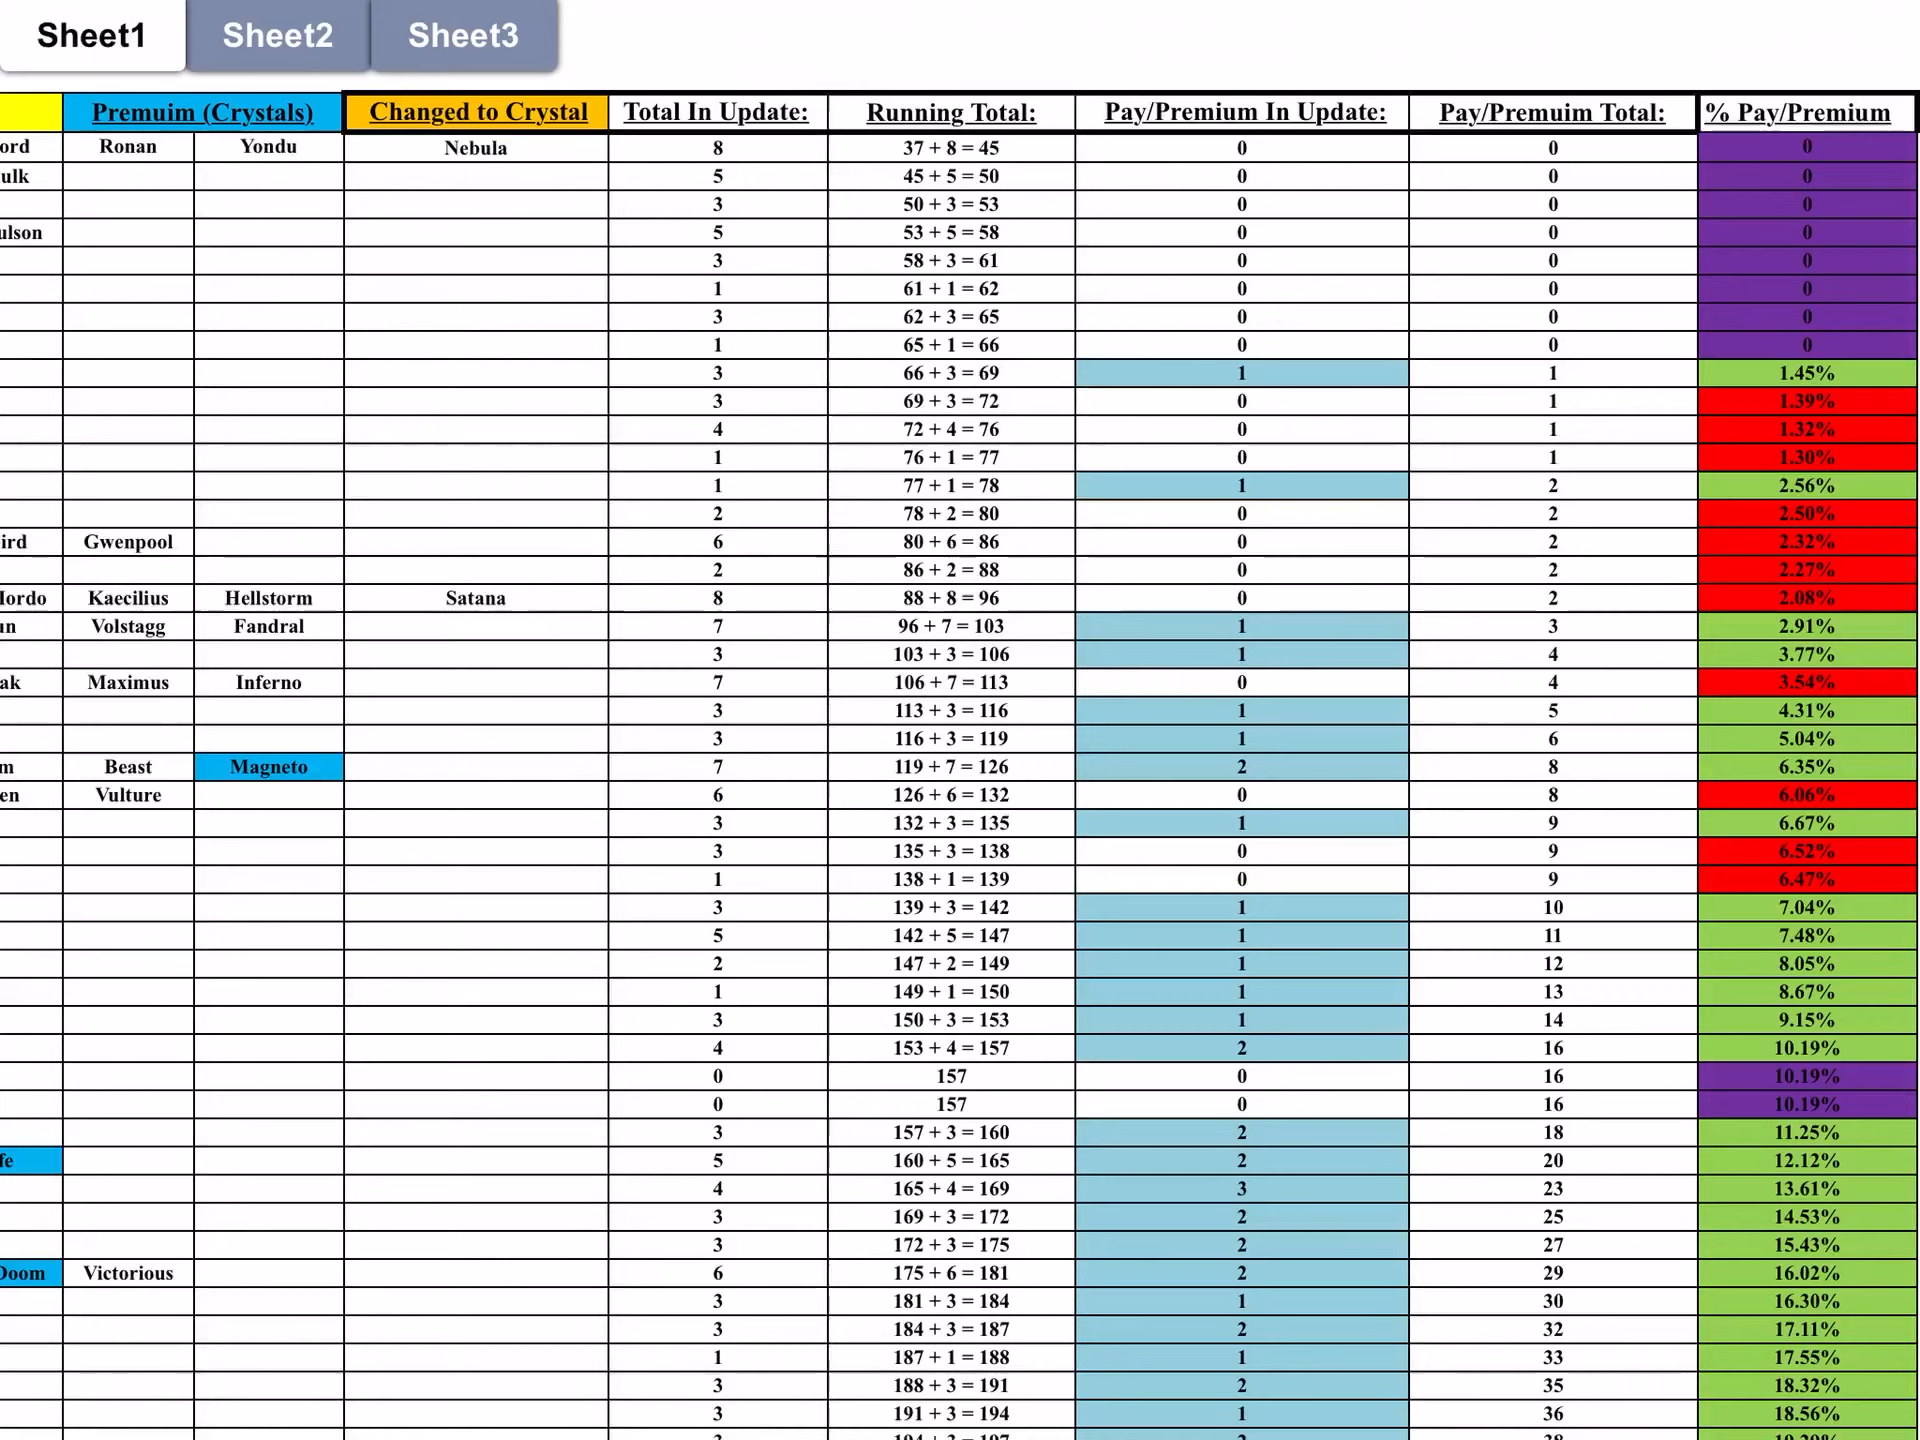 Sheet1 Sheet2 Sheet3
Premuim (Crystals) Changed to Crystal Total In Update: Running Total: Pay/Premium In Update: Pay/Premuim Total: % Pay/Premium
ord Ronan Yondu Nebula 8 37 + 8 = 45 0 0 0
ulk 5 45 + 5 = 50 0 0 0
3 50 + 3 = 53 0 0 0
ulson 5 53 + 5 = 58 0 0 0
3 58 + 3 = 61 0 0 0
1 61 + 1 = 62 0 0 0
3 62 + 3 = 65 0 0 0
1 65 + 1 = 66 0 0 0
3 66 + 3 = 69 1 1 1.45%
3 69 + 3 = 72 0 1 1.39%
4 72 + 4 = 76 0 1 1.32%
1 76 + 1 = 77 0 1 1.30%
1 77 + 1 = 78 1 2 2.56%
2 78 + 2 = 80 0 2 2.50%
ird Gwenpool 6 80 + 6 = 86 0 2 2.32%
2 86 + 2 = 88 0 2 2.27%
Mordo Kaecilius Hellstorm Satana 8 88 + 8 = 96 0 2 2.08%
un Volstagg Fandral 7 96 + 7 = 103 1 3 2.91%
3 103 + 3 = 106 1 4 3.77%
ak Maximus Inferno 7 106 + 7 = 113 0 4 3.54%
3 113 + 3 = 116 1 5 4.31%
3 116 + 3 = 119 1 6 5.04%
m Beast Magneto 7 119 + 7 = 126 2 8 6.35%
en Vulture 6 126 + 6 = 132 0 8 6.06%
3 132 + 3 = 135 1 9 6.67%
3 135 + 3 = 138 0 9 6.52%
1 138 + 1 = 139 0 9 6.47%
3 139 + 3 = 142 1 10 7.04%
5 142 + 5 = 147 1 11 7.48%
2 147 + 2 = 149 1 12 8.05%
1 149 + 1 = 150 1 13 8.67%
3 150 + 3 = 153 1 14 9.15%
4 153 + 4 = 157 2 16 10.19%
0 157 0 16 10.19%
0 157 0 16 10.19%
3 157 + 3 = 160 2 18 11.25%
fe 5 160 + 5 = 165 2 20 12.12%
4 165 + 4 = 169 3 23 13.61%
3 169 + 3 = 172 2 25 14.53%
3 172 + 3 = 175 2 27 15.43%
Doom Victorious 6 175 + 6 = 181 2 29 16.02%
3 181 + 3 = 184 1 30 16.30%
3 184 + 3 = 187 2 32 17.11%
1 187 + 1 = 188 1 33 17.55%
3 188 + 3 = 191 2 35 18.32%
3 191 + 3 = 194 1 36 18.56%
3 194 + 3 = 197 2 38 19.29%